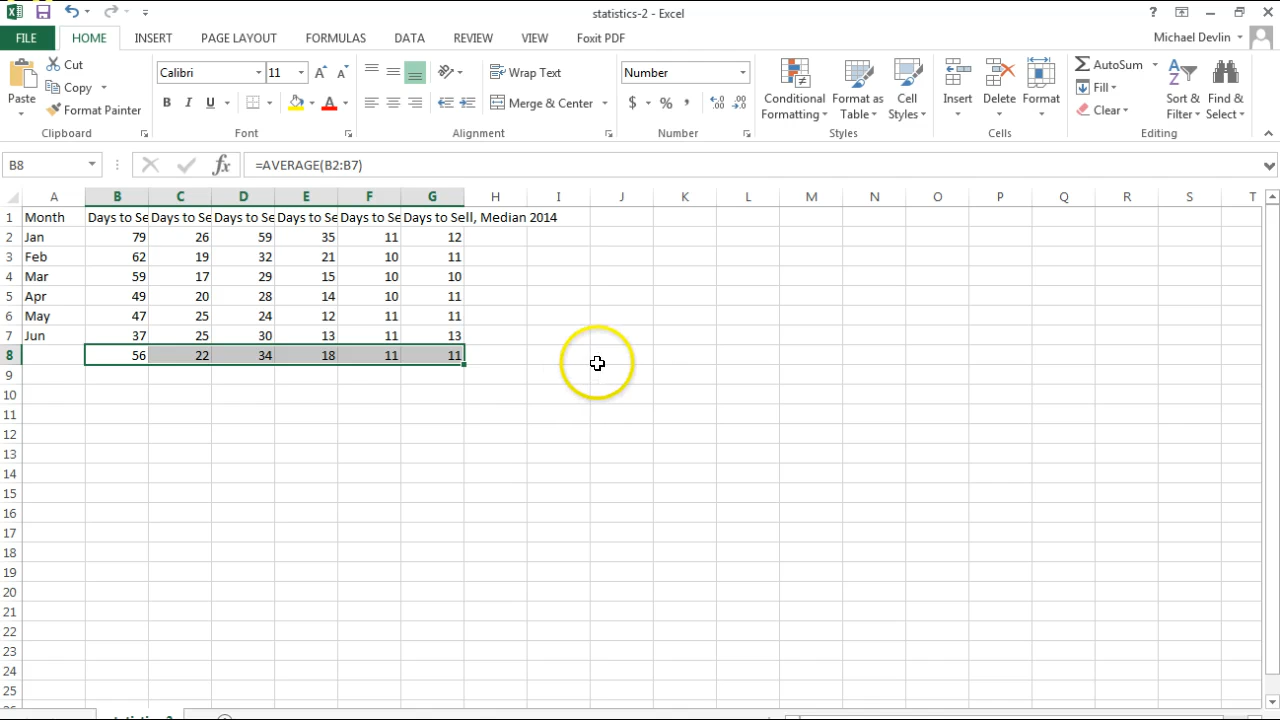 statistics-2 - Excel
FILE HOME INSERT PAGE LAYOUT FORMULAS DATA REVIEW VIEW Foxit PDF Michael Devlin
Paste Cut Copy Format Painter
Calibri 11 B I U A
Wrap Text Merge & Center
Number $ % ,
Conditional Formatting Format as Table Cell Styles
Insert Delete Format
AutoSum Fill Clear Sort & Filter Find & Select
Clipboard Font Alignment Number Styles Cells Editing
B8 fx =AVERAGE(B2:B7)
A B C D E F G H I J K L M N O P Q R S T
1 Month Days to Se Days to Se Days to Se Days to Se Days to Se Days to Sell, Median 2014
2 Jan 79 26 59 35 11 12
3 Feb 62 19 32 21 10 11
4 Mar 59 17 29 15 10 10
5 Apr 49 20 28 14 10 11
6 May 47 25 24 12 11 11
7 Jun 37 25 30 13 11 13
8 56 22 34 18 11 11
9
10
11
12
13
14
15
16
17
18
19
20
21
22
23
24
25